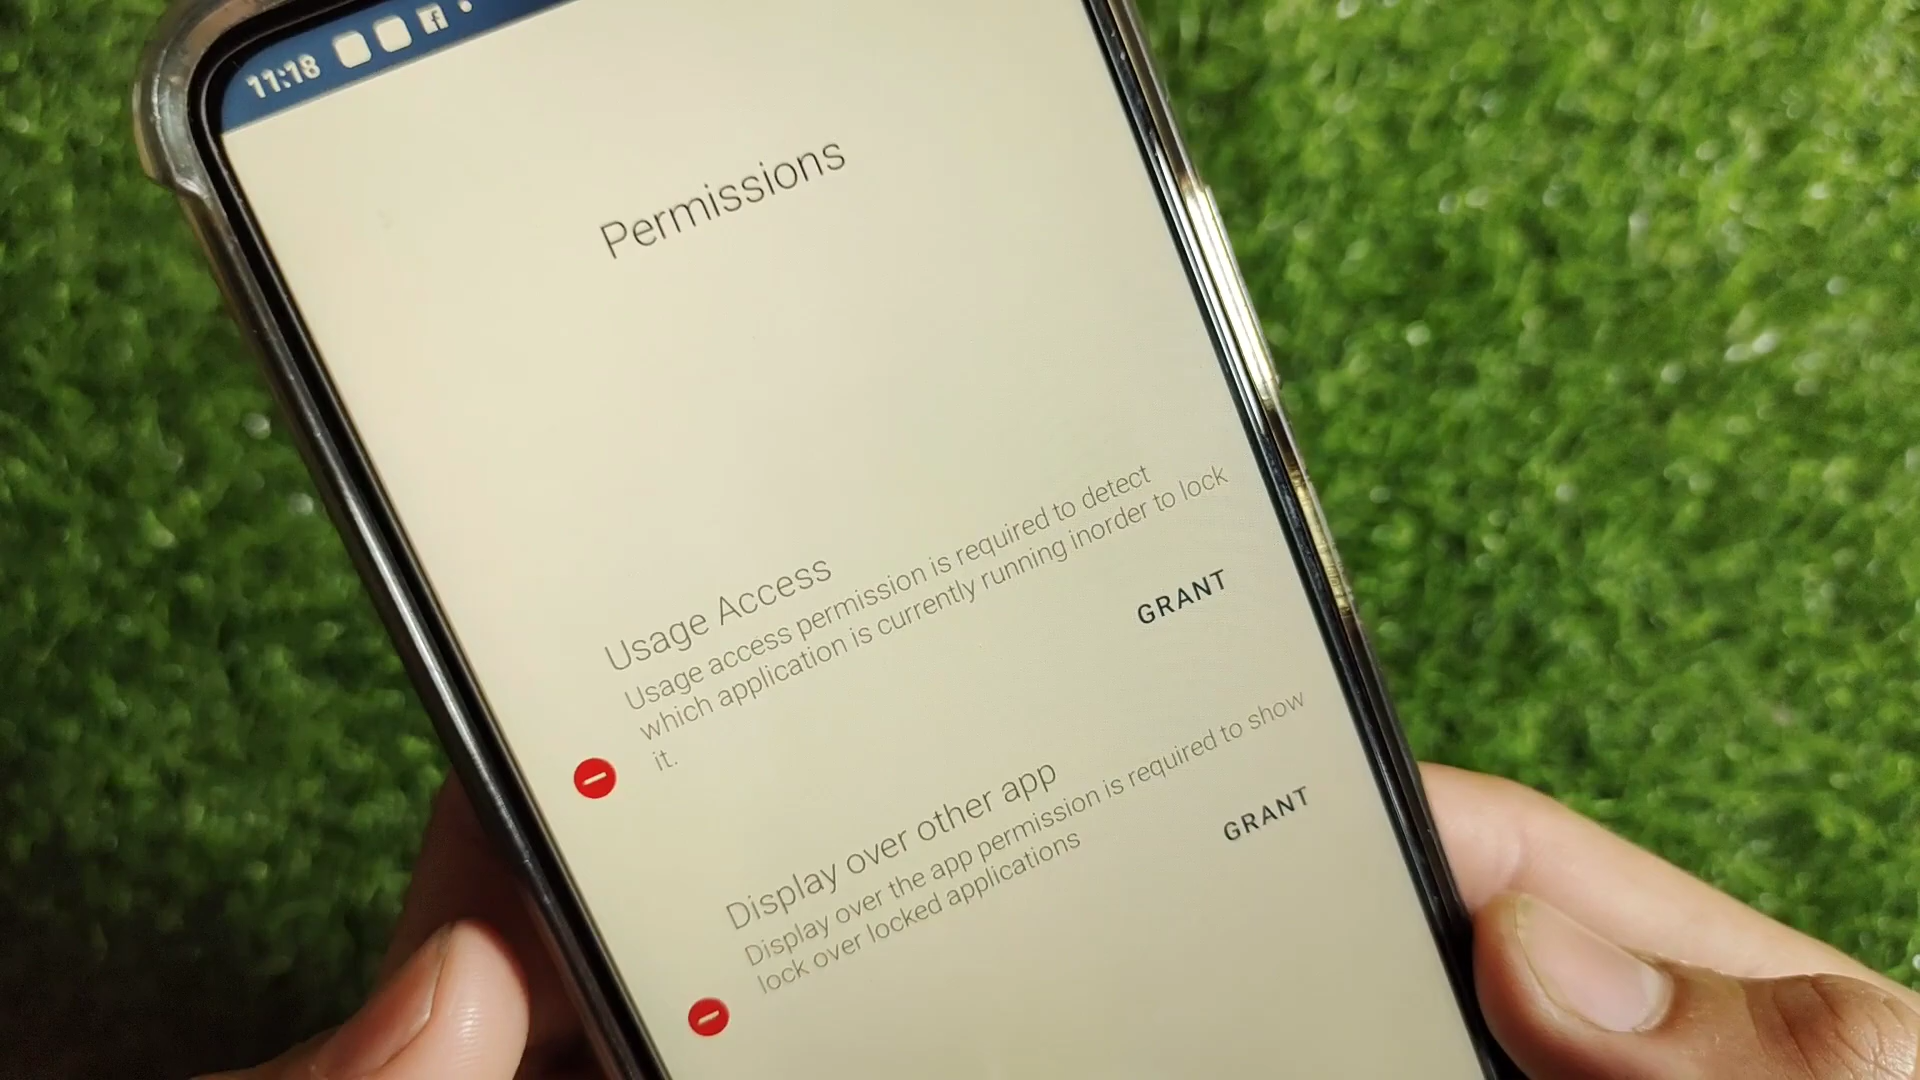 11:18
Permissions
Usage Access
Usage access permission is required to detect
which application is currently running inorder to lock
it.
GRANT
Display over other app
Display over the app permission is required to show
lock over locked applications
GRANT